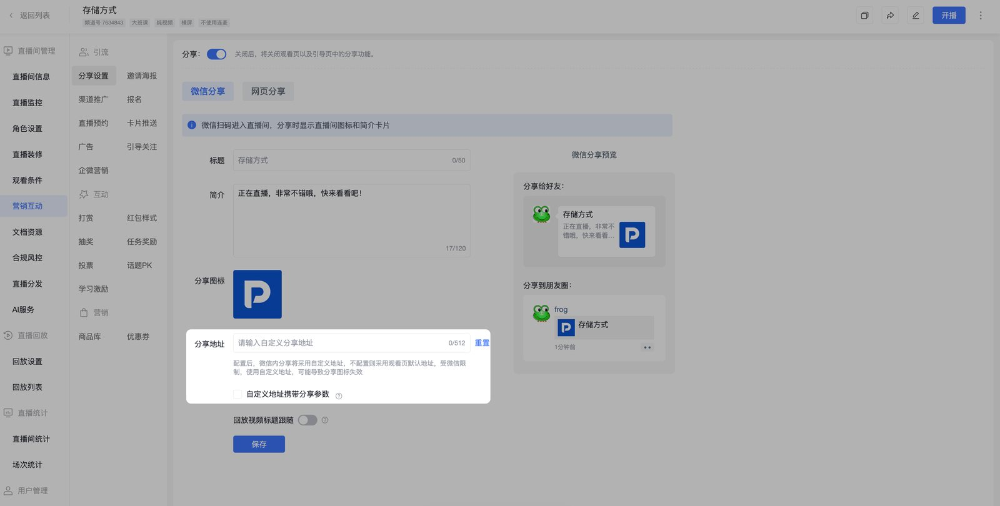 返回列表
存储方式
频道号 7634843 大班课 纯视频 横屏 不使用连麦
开播
直播间管理
直播间信息
直播监控
角色设置
直播装修
观看条件
营销互动
文档资源
合规风控
直播分发
AI服务
直播回放
回放设置
回放列表
直播统计
直播间统计
场次统计
用户管理
引流
分享设置 邀请海报
渠道推广 报名
直播预约 卡片推送
广告 引导关注
企微营销
互动
打赏 红包样式
抽奖 任务奖励
投票 话题PK
学习激励
营销
商品库 优惠券
分享： 关闭后，将关闭观看页以及引导页中的分享功能。
微信分享 网页分享
微信扫码进入直播间，分享时显示直播间图标和简介卡片
标题 存储方式 0/50
简介 正在直播，非常不错哦，快来看看吧！
17/120
分享图标
分享地址 请输入自定义分享地址 0/512 重置
配置后，微信内分享将采用自定义地址，不配置则采用观看页默认地址，受微信限
制，使用自定义地址，可能导致分享图标失效
自定义地址携带分享参数
回放视频标题跟随
保存
微信分享预览
分享给好友：
存储方式
正在直播，非常不
错哦，快来看看...
分享到朋友圈：
frog
存储方式
1分钟前